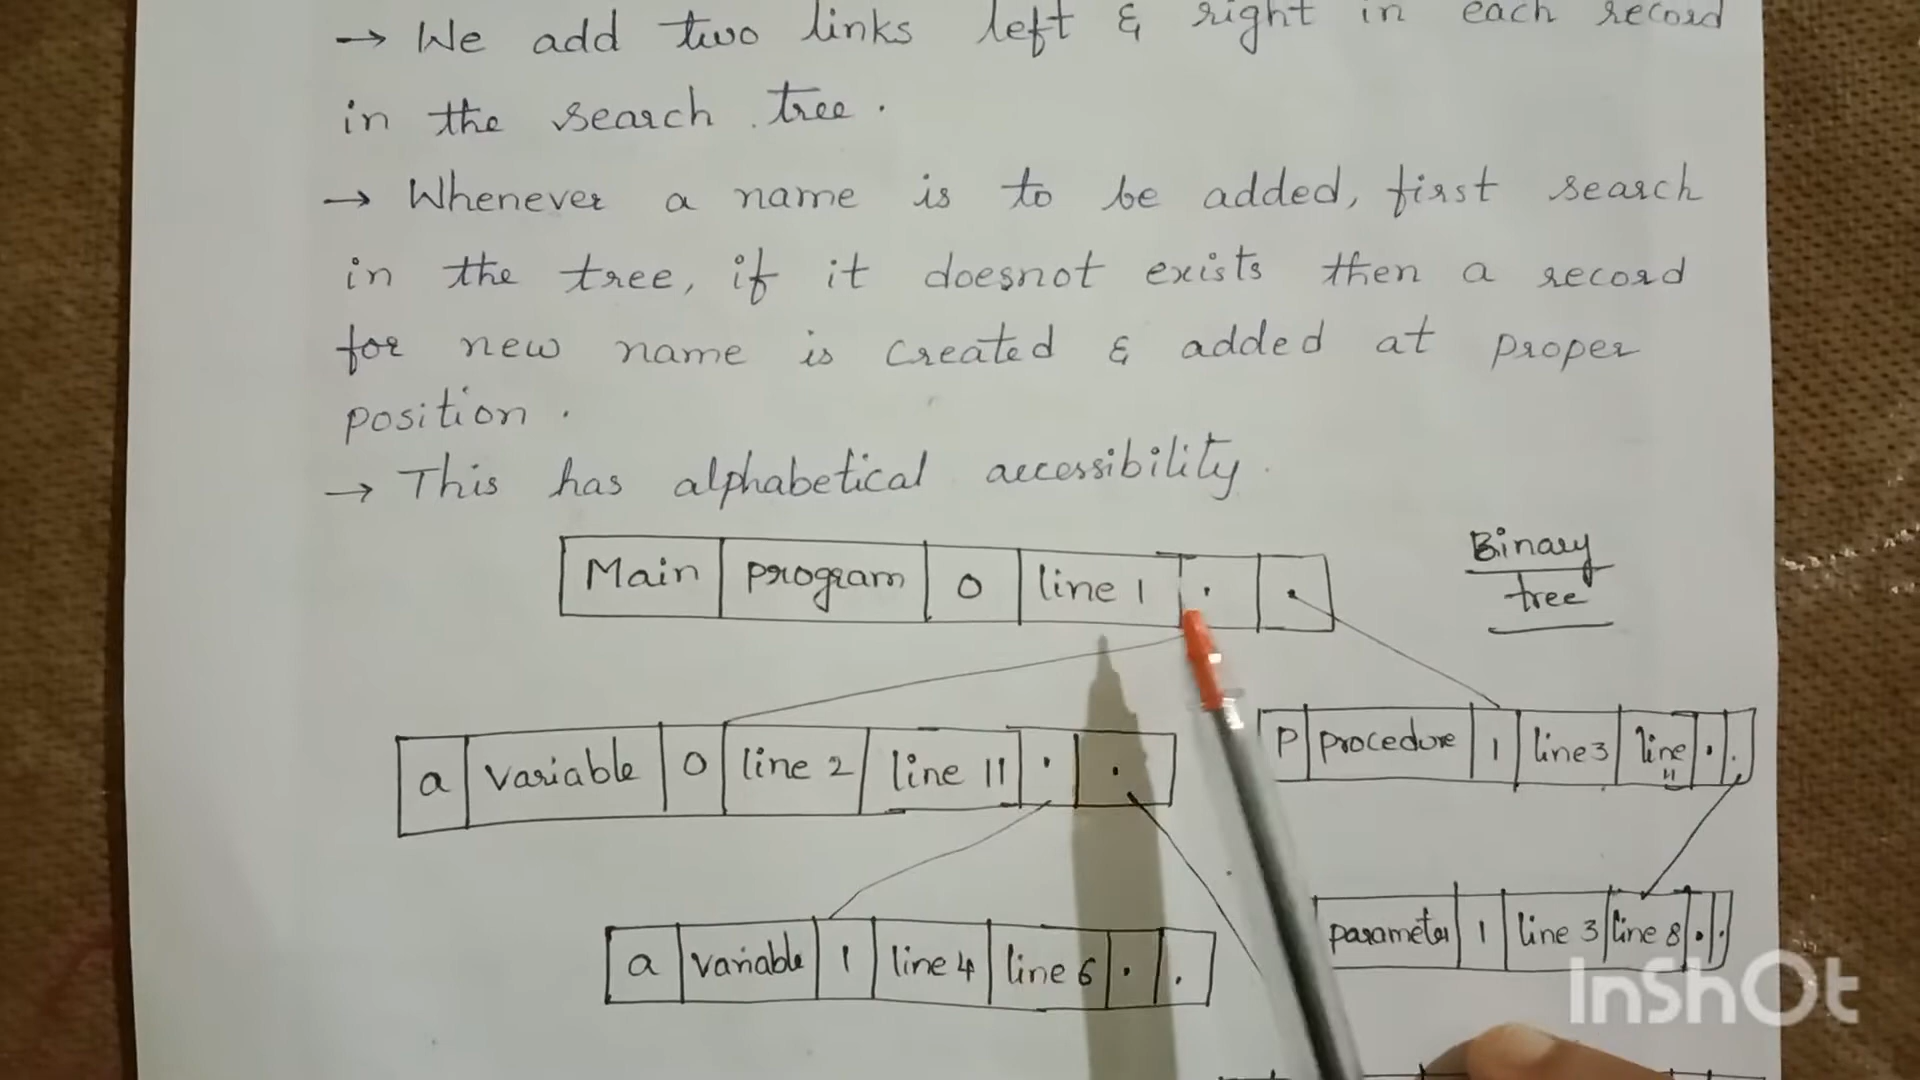 → We add two links left & right in each record
in the search tree.
→ Whenever a name is to be added, first search
in the tree, if it doesnot exists then a record
for new name is created & added at proper
position.
→ This has alphabetical accessibility.
Main program 0 line 1 . .
Binary
tree
a variable 0 line 2 line 11 . .
P procedure 1 line 3 line 11 . .
a variable 1 line 4 line 6 . .
parameter 1 line 3 line 8 . .
InShOt